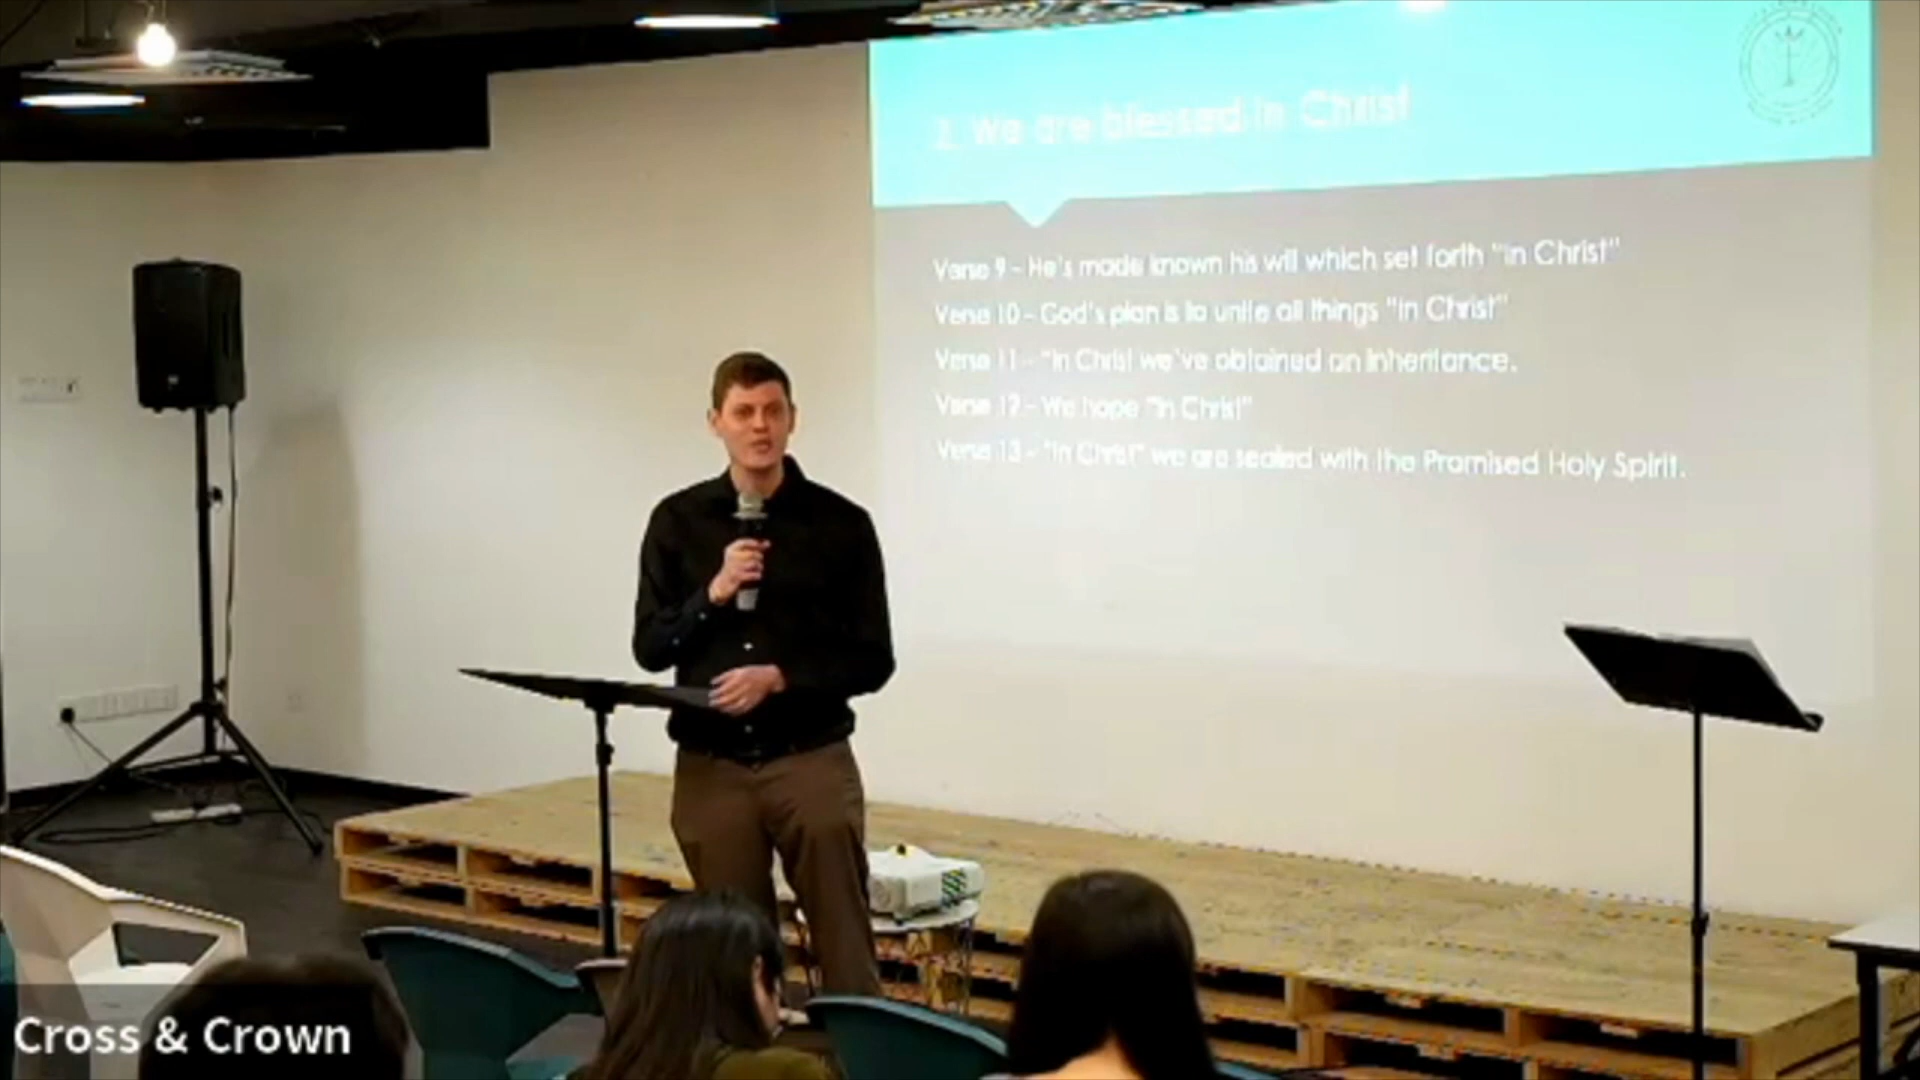 2. We are blessed in Christ
Verse 9 - He's made known his will which set forth "in Christ"
Verse 10 - God's plan is to unite all things "in Christ"
Verse 11 - "In Christ we've obtained an inheritance.
Verse 12 - We hope "in Christ"
Verse 13 - "In Christ" we are sealed with the Promised Holy Spirit.
Cross & Crown